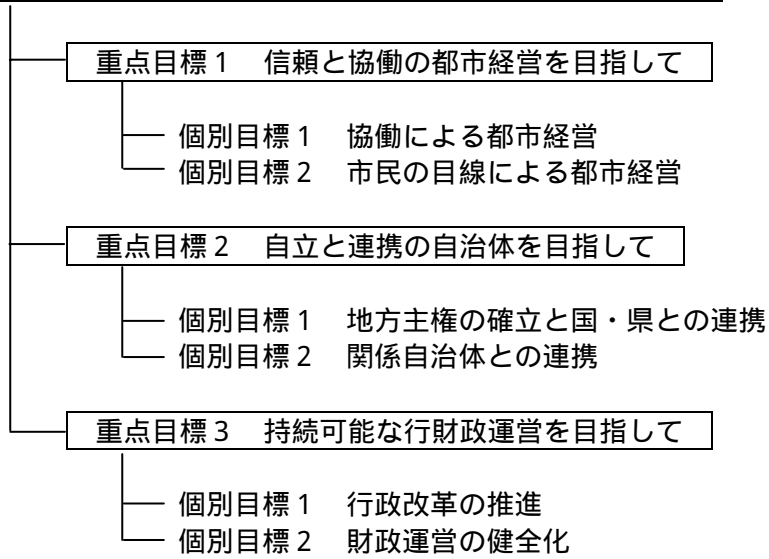 重点目標1　信頼と協働の都市経営を目指して
個別目標1　協働による都市経営
個別目標2　市民の目線による都市経営
重点目標2　自立と連携の自治体を目指して
個別目標1　地方主権の確立と国・県との連携
個別目標2　関係自治体との連携
重点目標3　持続可能な行財政運営を目指して
個別目標1　行政改革の推進
個別目標2　財政運営の健全化